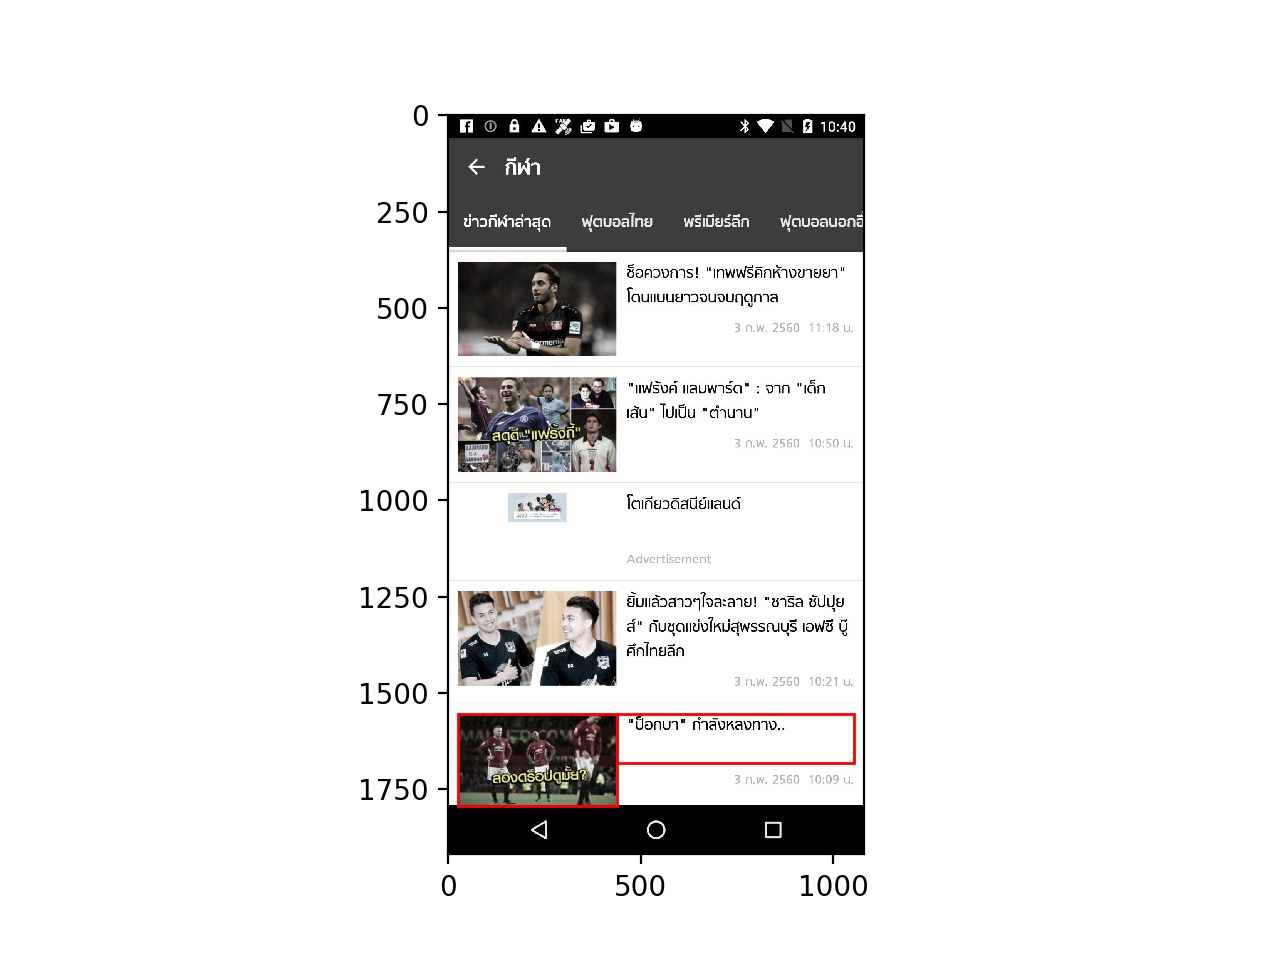 0
10:40
กีฬา
250
ข่าวกีฬาล่าสุด ฟุตบอลไทย พรีเมียร์ลีก ฟุตบอลนอกอื
ช็อควงการ! "เทพฟรีคิกห้างขายยา"
500
โดนแบนยาวจนจบฤดูกาล
3 ก.พ. 2560 11:18 น.
750
"แฟร้งค์ แลมพาร์ด" : จาก "เด็ก
เส้น" ไปเป็น "ตำนาน"
สดุดี "แฟร้งกี้"
3 ก.พ. 2560 10:50 น.
1000
โตเกียวดิสนีย์แลนด์
Advertisement
1250
ยิ้มแล้วสาวๆใจละลาย! "ชาริล ชัปปุย
ส์" กับชุดแข่งใหม่สุพรรณบุรี เอฟซี บู๊
ศึกไทยลีก
3 ก.พ. 2560 10:21 น.
1500
"ป็อกบา" กำลังหลงทาง..
ลองดร็อปดูมั้ย?
3 ก.พ. 2560 10:09 น.
1750
0 500 1000